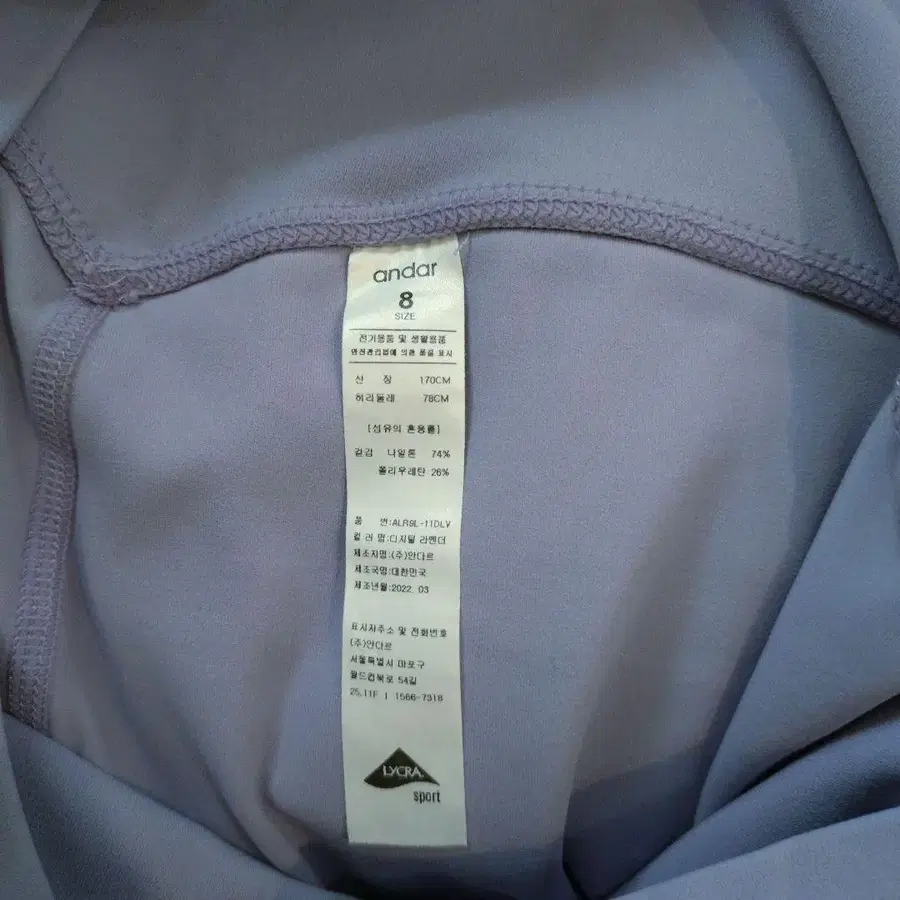 andar
8
SIZE
전기용품 및 생활용품
안전관리법에 의한 품질 표시
신 장 170CM
허리둘레 78CM
[섬유의 혼용률]
겉감 나일론 74%
폴리우레탄 26%
품 번:ALR9L-11DLV
컬 러 명:디지털 라벤더
제조자명:(주)안다르
제조국명:대한민국
제조년월:2022. 03
표시자주소 및 전화번호
(주)안다르
서울특별시 마포구
월드컵북로 54길
25,11F | 1566-7318
LYCRA
sport